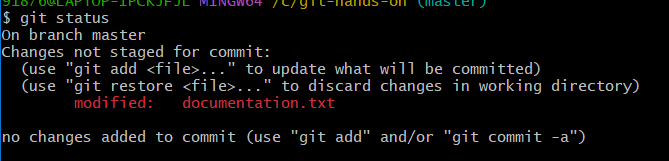 91876@LAPTOP-1PCKJFJL MINGW64 /c/git-hands-on (master)
$ git status
On branch master
Changes not staged for commit:
  (use "git add <file>..." to update what will be committed)
  (use "git restore <file>..." to discard changes in working directory)
        modified:   documentation.txt

no changes added to commit (use "git add" and/or "git commit -a")